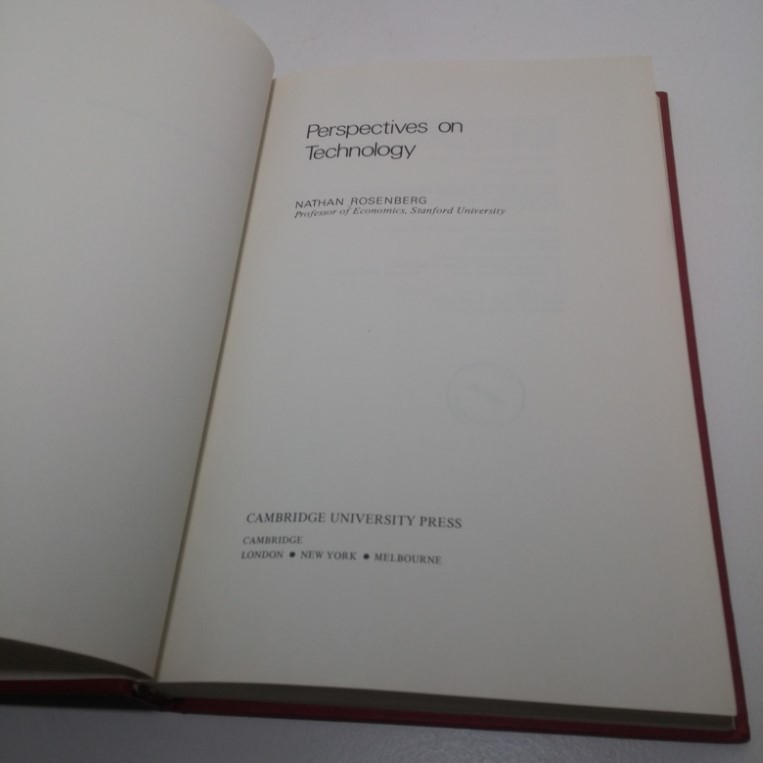 Perspectives on
Technology
NATHAN ROSENBERG
Professor of Economics, Stanford University
CAMBRIDGE UNIVERSITY PRESS
CAMBRIDGE
LONDON • NEW YORK • MELBOURNE